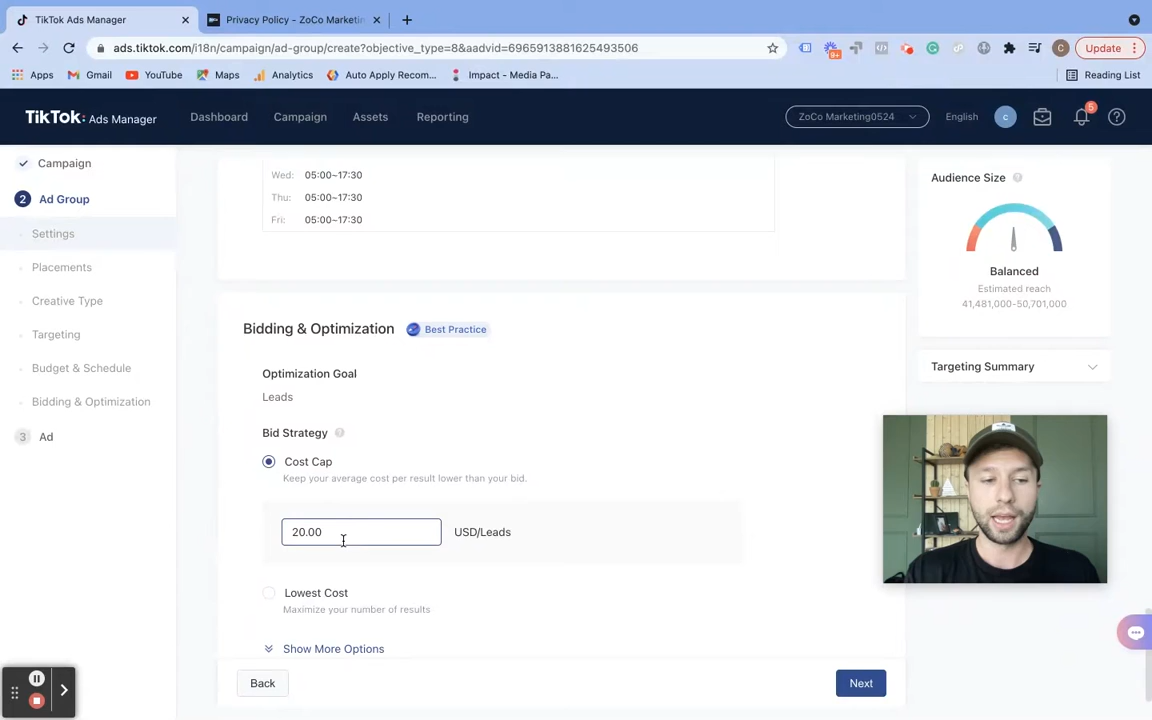 TikTok Ads Manager
Privacy Policy - ZoCo Marketin
ads.tiktok.com/i18n/campaign/ad-group/create?objective_type=8&aadvid=6965913881625493506
Update
Apps
Gmail
YouTube
Maps
Analytics
Auto Apply Recom...
Impact - Media Pa...
Reading List
TikTok: Ads Manager
Dashboard
Campaign
Assets
Reporting
ZoCo Marketing0524
English
c
5
Campaign
2 Ad Group
Settings
Placements
Creative Type
Targeting
Budget & Schedule
Bidding & Optimization
3 Ad
Wed: 05:00~17:30
Thu: 05:00~17:30
Fri: 05:00~17:30
Bidding & Optimization
Best Practice
Optimization Goal
Leads
Bid Strategy
Cost Cap
Keep your average cost per result lower than your bid.
20.00
USD/Leads
Lowest Cost
Maximize your number of results
Show More Options
Back
Next
Audience Size
Balanced
Estimated reach
41,481,000-50,701,000
Targeting Summary